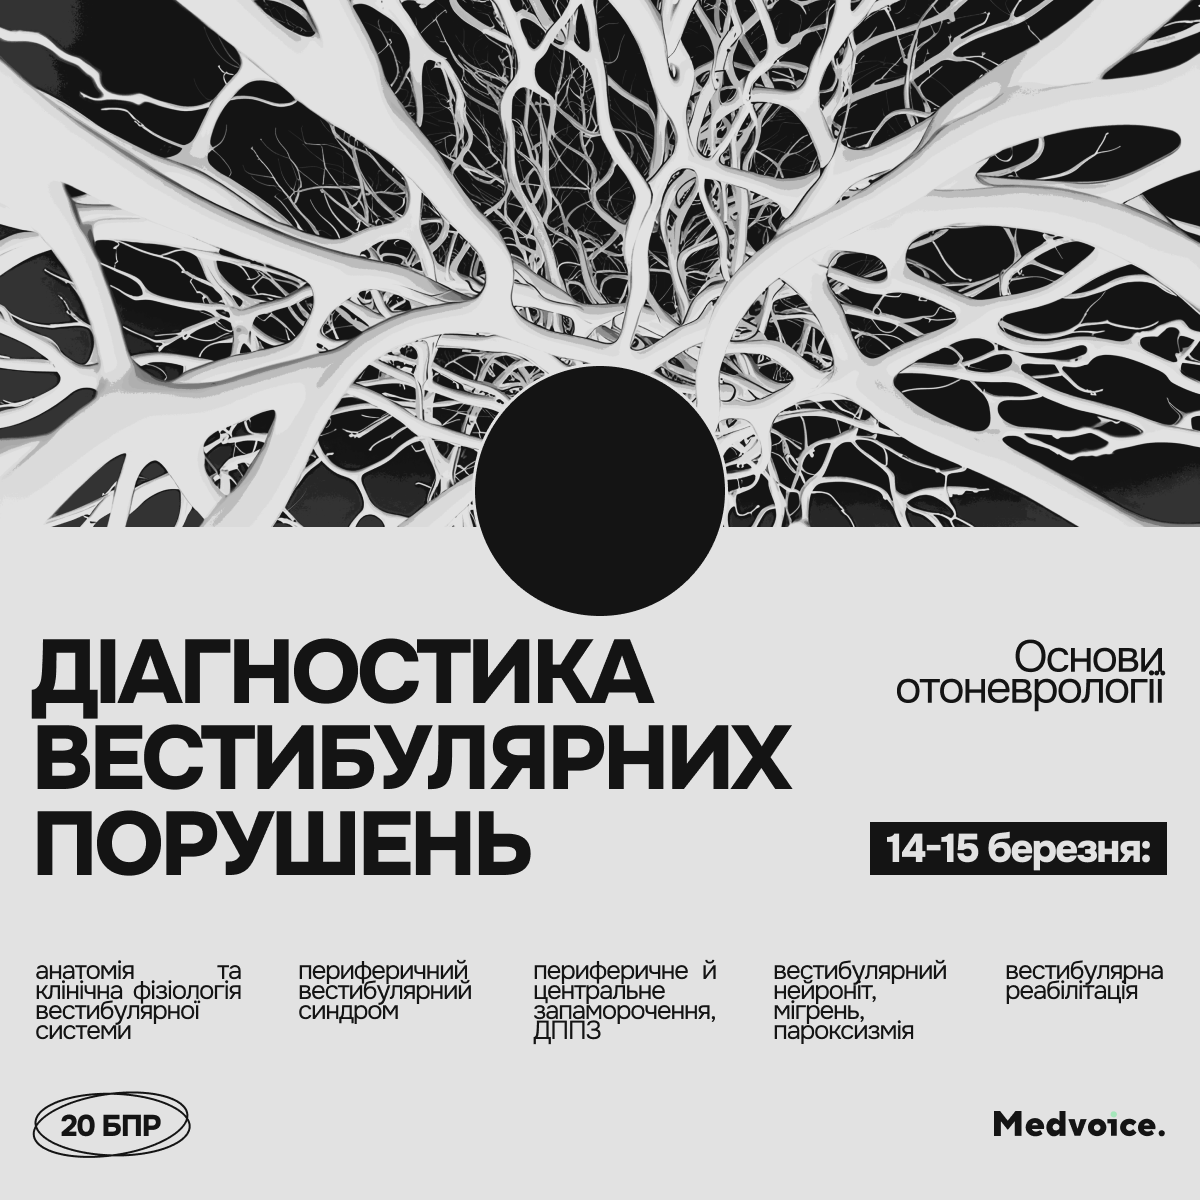 ДІАГНОСТИКА
ВЕСТИБУЛЯРНИХ
ПОРУШЕНЬ
Основи
отоневрології
14-15 березня:
анатомія та
клінічна фізіологія
вестибулярної
системи
периферичний
вестибулярний
синдром
периферичне й
центральне
запаморочення,
ДППЗ
вестибулярний
нейроніт,
мігрень,
пароксизмія
вестибулярна
реабілітація
20 БПР
Medvoice.